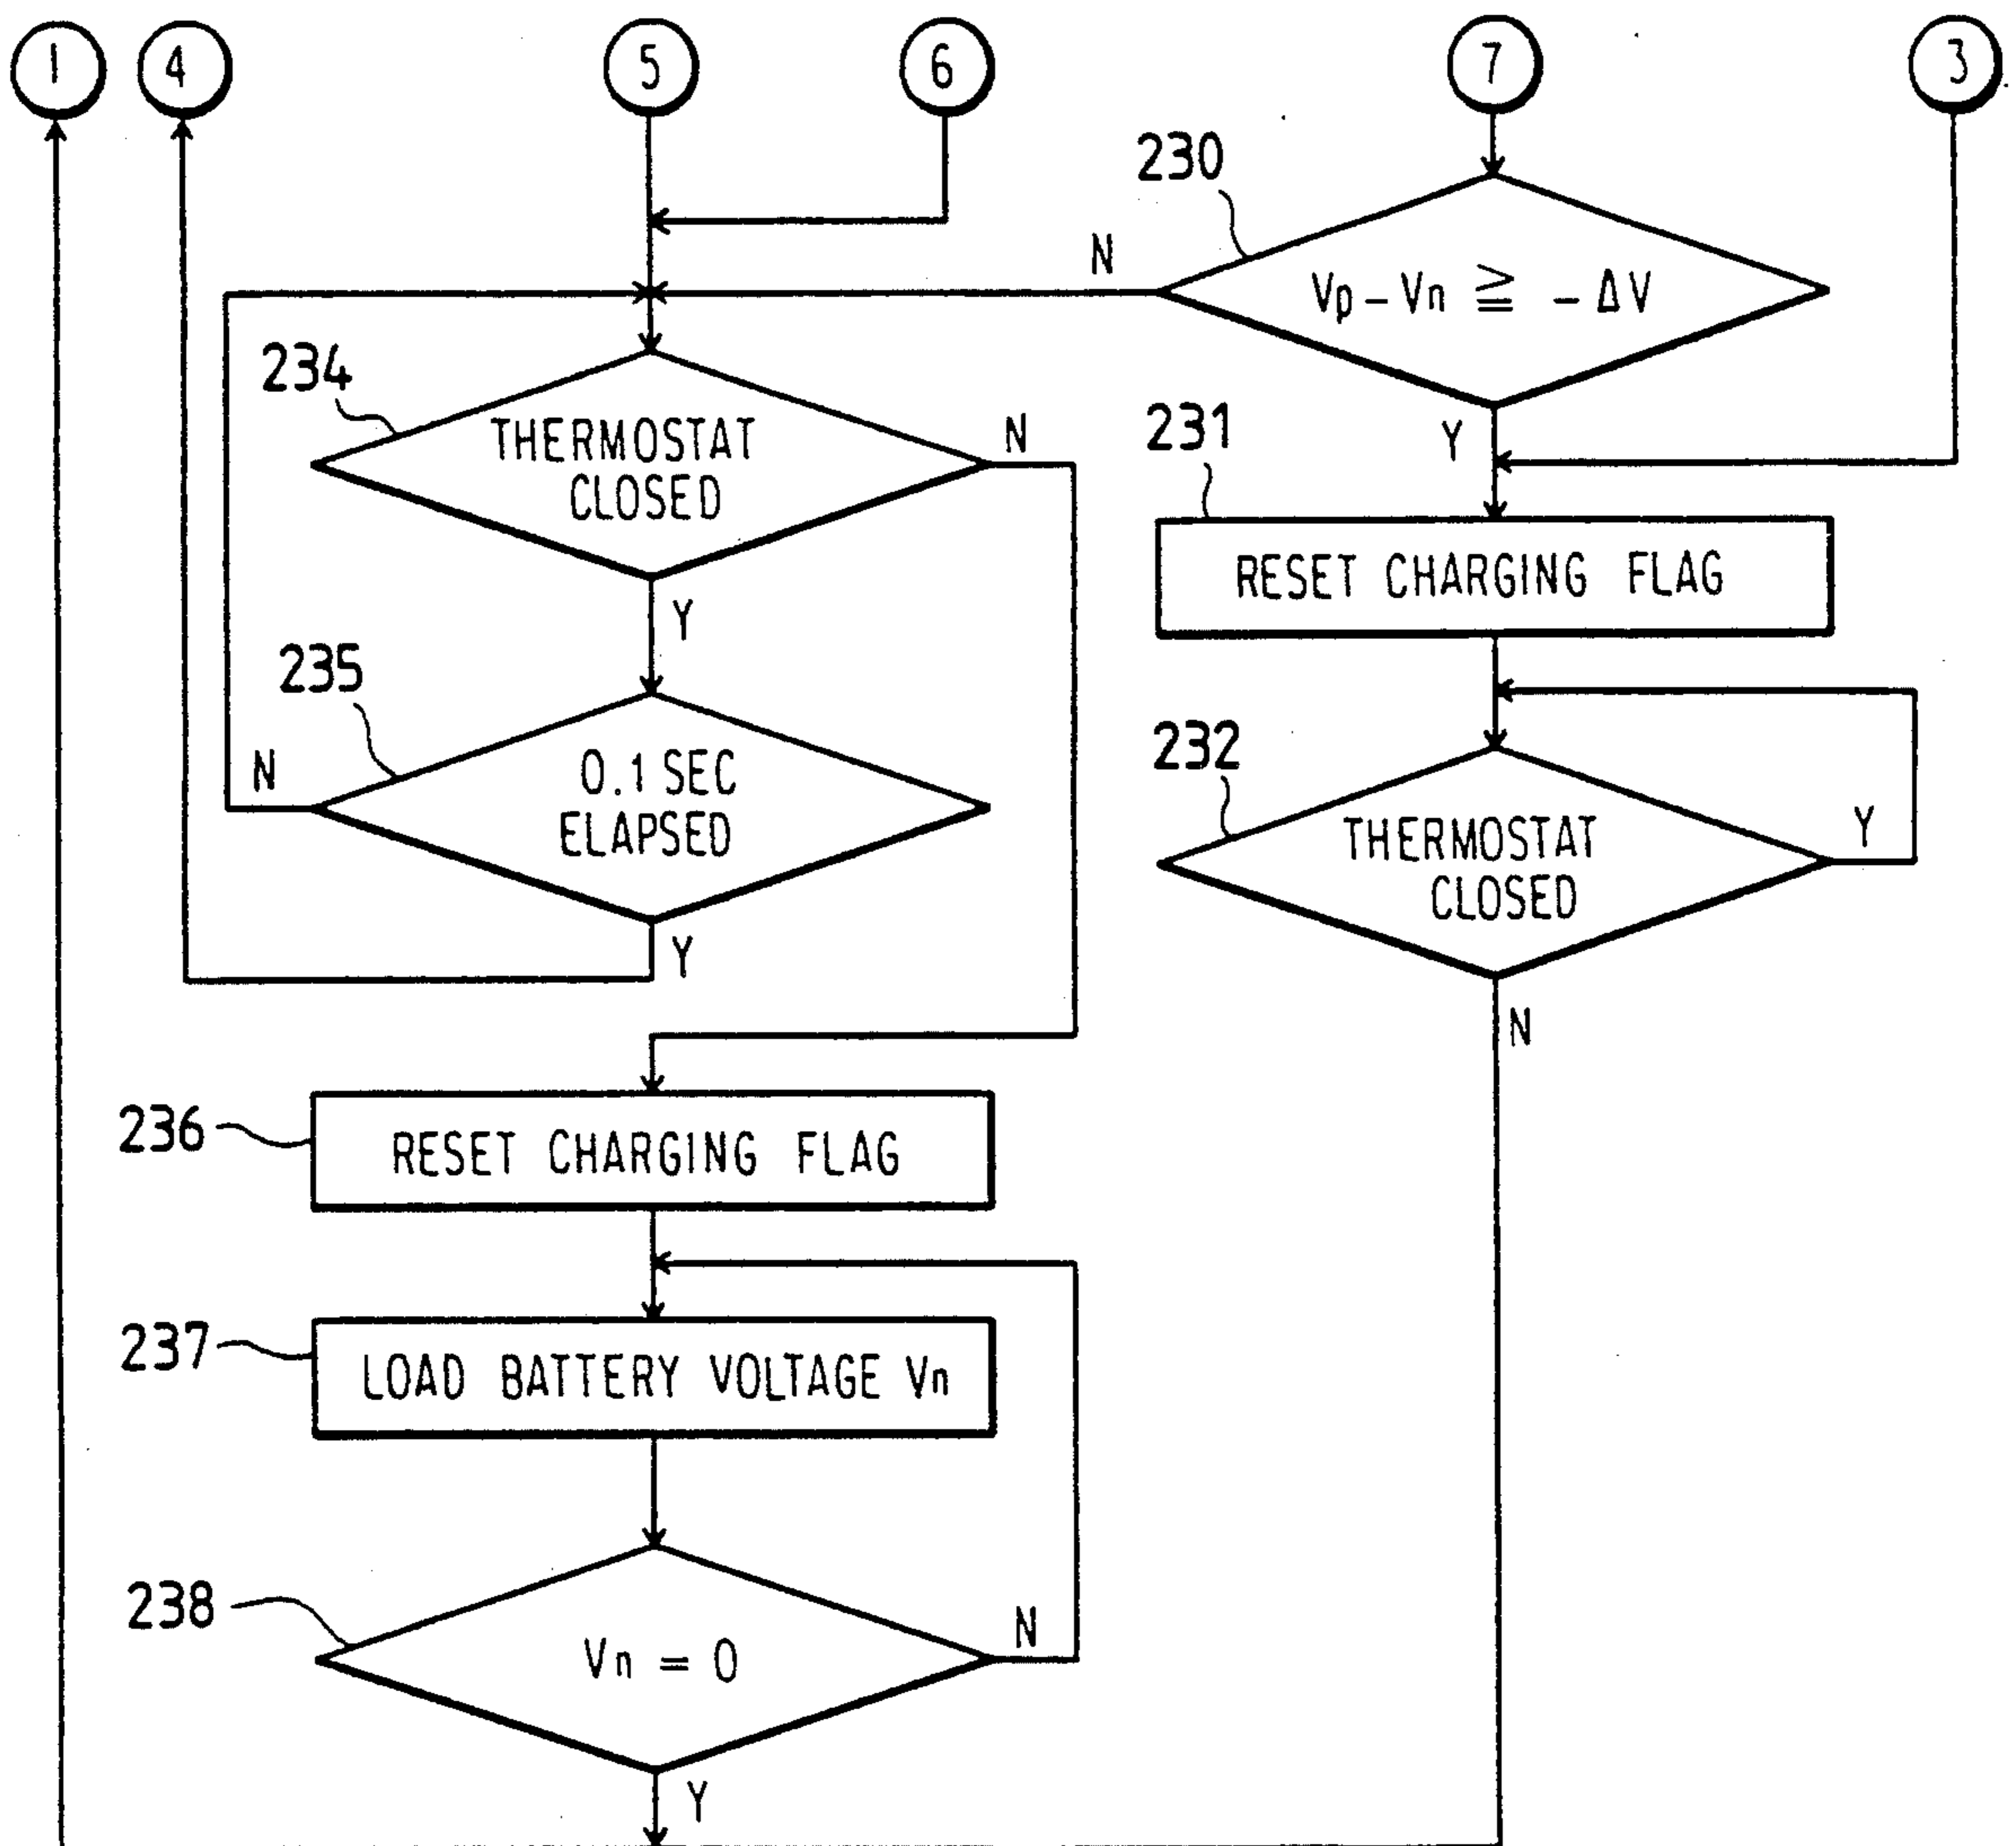 1 4 5 6 7 3
230
N
Vp – Vn ≧ – ΔV
234
THERMOSTAT
CLOSED
N
Y
231
RESET CHARGING FLAG
Y
235
0.1 SEC
ELAPSED
N
Y
232
THERMOSTAT
CLOSED
Y
N
236
RESET CHARGING FLAG
237
LOAD BATTERY VOLTAGE Vn
238
Vn = 0
N
Y